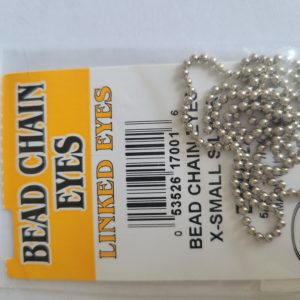 BEAD CHAIN
EYES
LINKED EYES
0 53526 17001 6
BEAD CHAIN EYES
X-SMALL